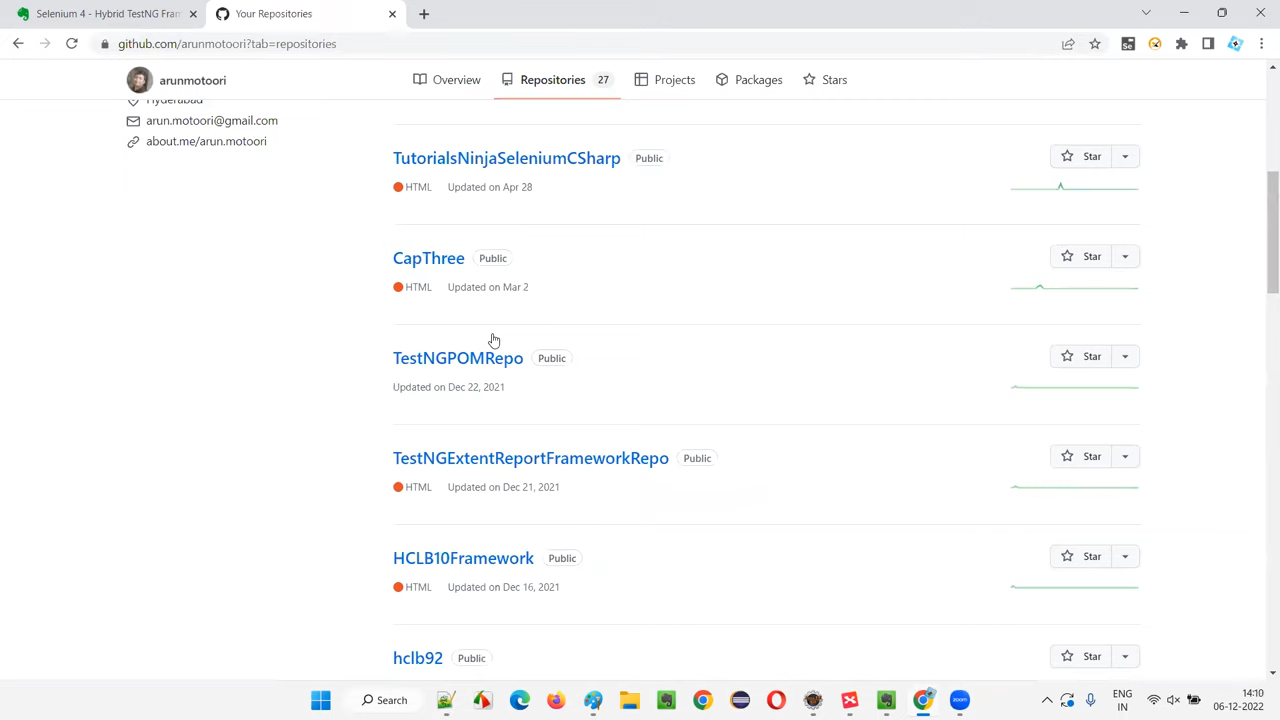 Selenium 4 - Hybrid TestNG Fram
Your Repositories
github.com/arunmotoori?tab=repositories
arunmotoori
Overview
Repositories 27
Projects
Packages
Stars
Hyderabad
arun.motoori@gmail.com
about.me/arun.motoori
TutorialsNinjaSeleniumCSharp Public
Star
HTML Updated on Apr 28
CapThree Public
Star
HTML Updated on Mar 2
TestNGPOMRepo Public
Star
Updated on Dec 22, 2021
TestNGExtentReportFrameworkRepo Public
Star
HTML Updated on Dec 21, 2021
HCLB10Framework Public
Star
HTML Updated on Dec 16, 2021
hclb92 Public
Star
Search
zoom
ENG
IN
14:10
06-12-2022